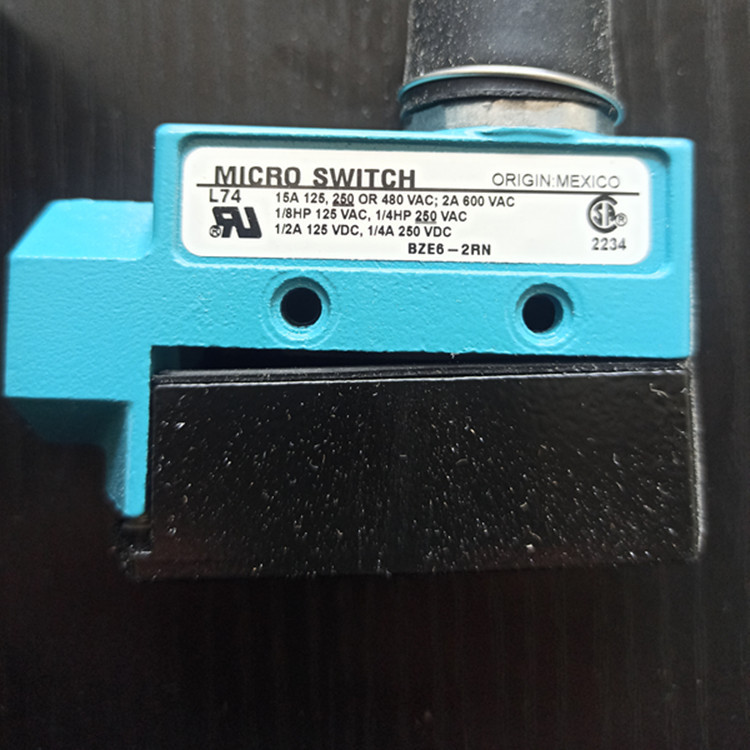 MICRO SWITCH ORIGIN:MEXICO
L74 15A 125, 250 OR 480 VAC; 2A 600 VAC
1/8HP 125 VAC, 1/4HP 250 VAC
1/2A 125 VDC, 1/4A 250 VDC
BZE6-2RN 2234